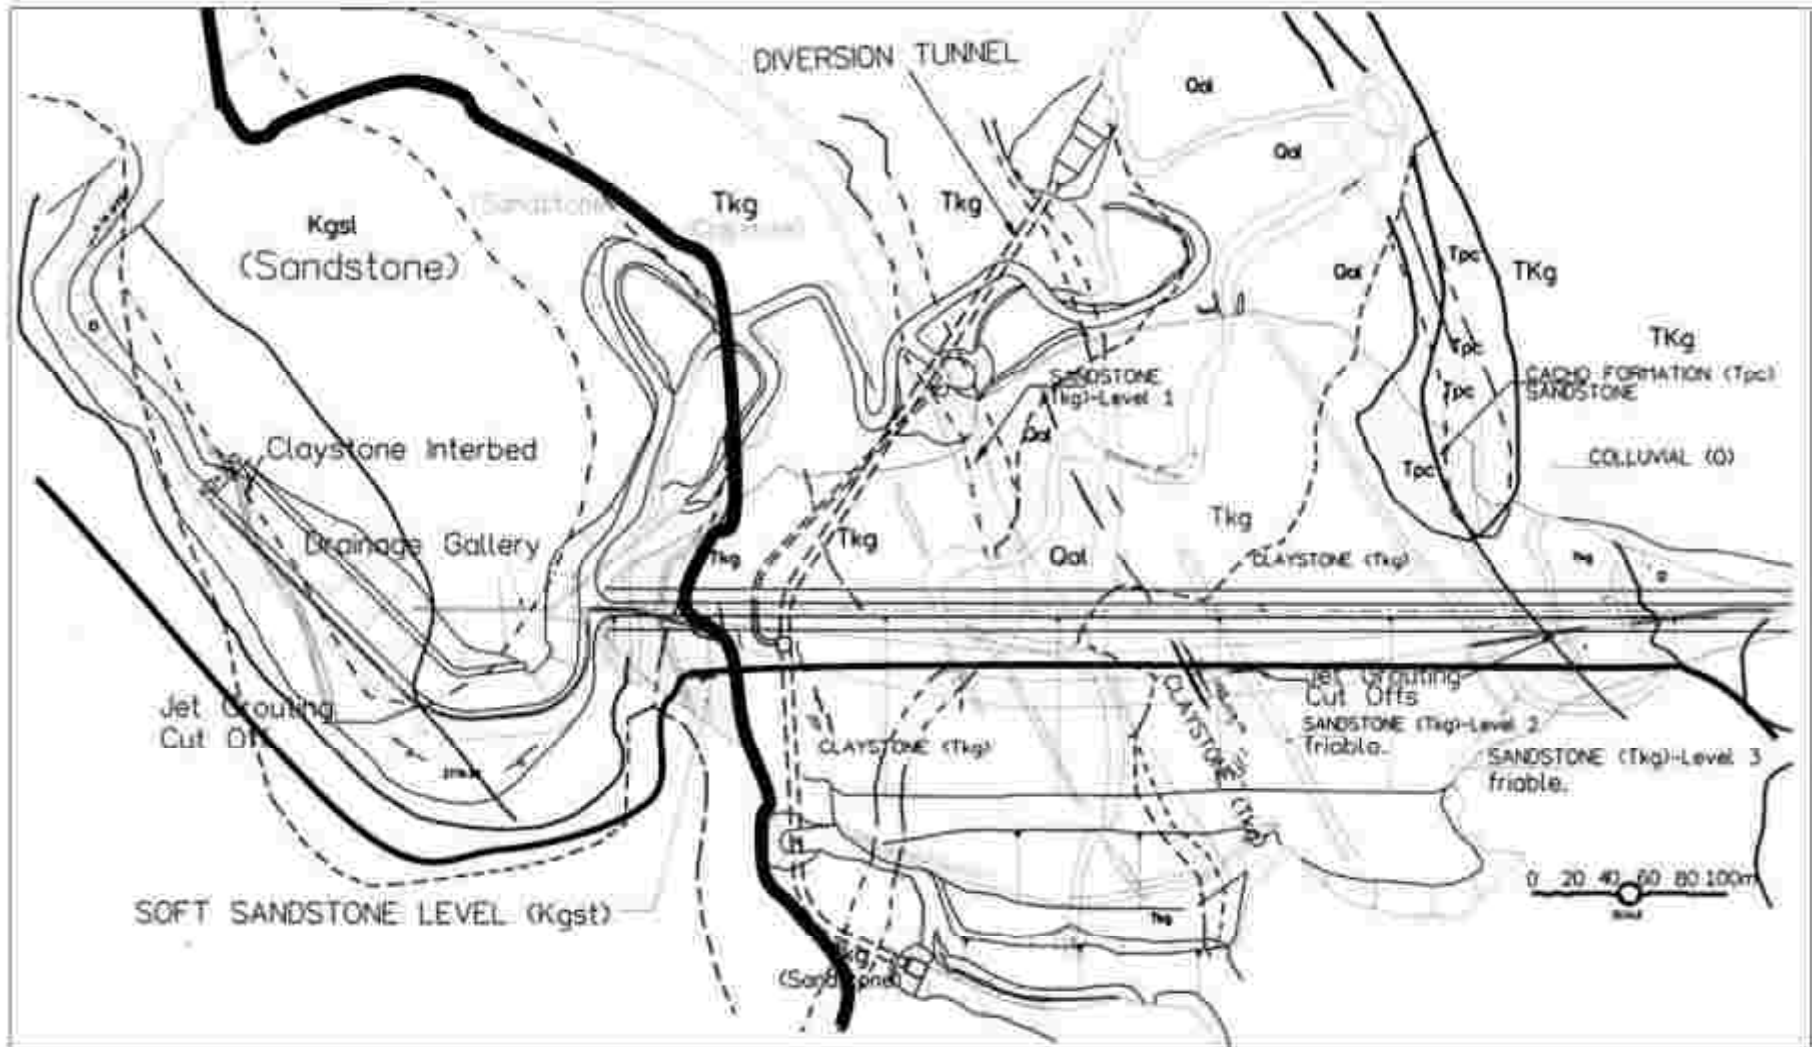 DIVERSION TUNNEL
Qal
Qal
Kgsl
(Sandstone)
(Sandstone)
Tkg
Tkg
Qal
Tpc
TKg
TKg
Tpc
SANDSTONE
(Tkg)-Level 1
CACHO FORMATION (Tpc)
SANDSTONE
Tpc
Qal
Claystone Interbed
Tpc
COLLUVIAL (Q)
Drainage Gallery
Tkg
Tkg
Qal
Tkg
CLAYSTONE (Tkg)
Tkg
Jet Grouting
Cut Offs
Jet Grouting
Cut Offs
CLAYSTONE (Tkg)
CLAYSTONE (Tkg)
SANDSTONE (Tkg)-Level 2
friable.
SANDSTONE (Tkg)-Level 3
friable.
0 20 40 60 80 100m
SOFT SANDSTONE LEVEL (Kgst)
Tkg
(Sandstone)